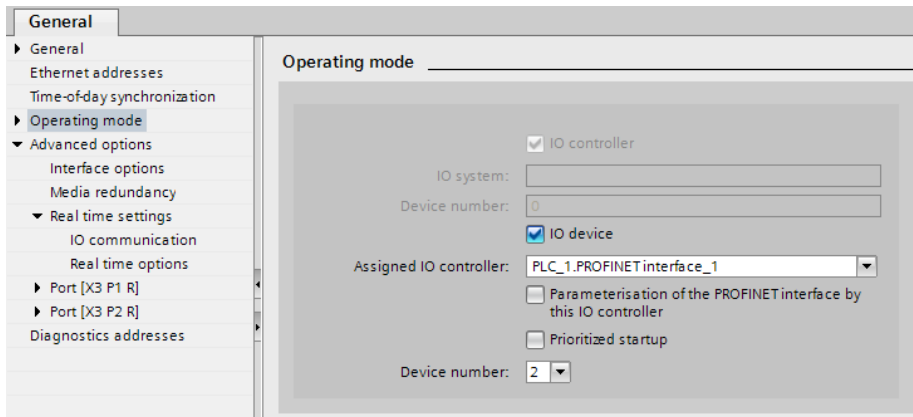 General
General
Ethernet addresses
Time-of-day synchronization
Operating mode
Advanced options
Interface options
Media redundancy
Real time settings
IO communication
Real time options
Port [X3 P1 R]
Port [X3 P2 R]
Diagnostics addresses
Operating mode
IO controller
IO system:
Device number: 0
IO device
Assigned IO controller: PLC_1.PROFINET interface_1
Parameterisation of the PROFINET interface by
this IO controller
Prioritized startup
Device number: 2